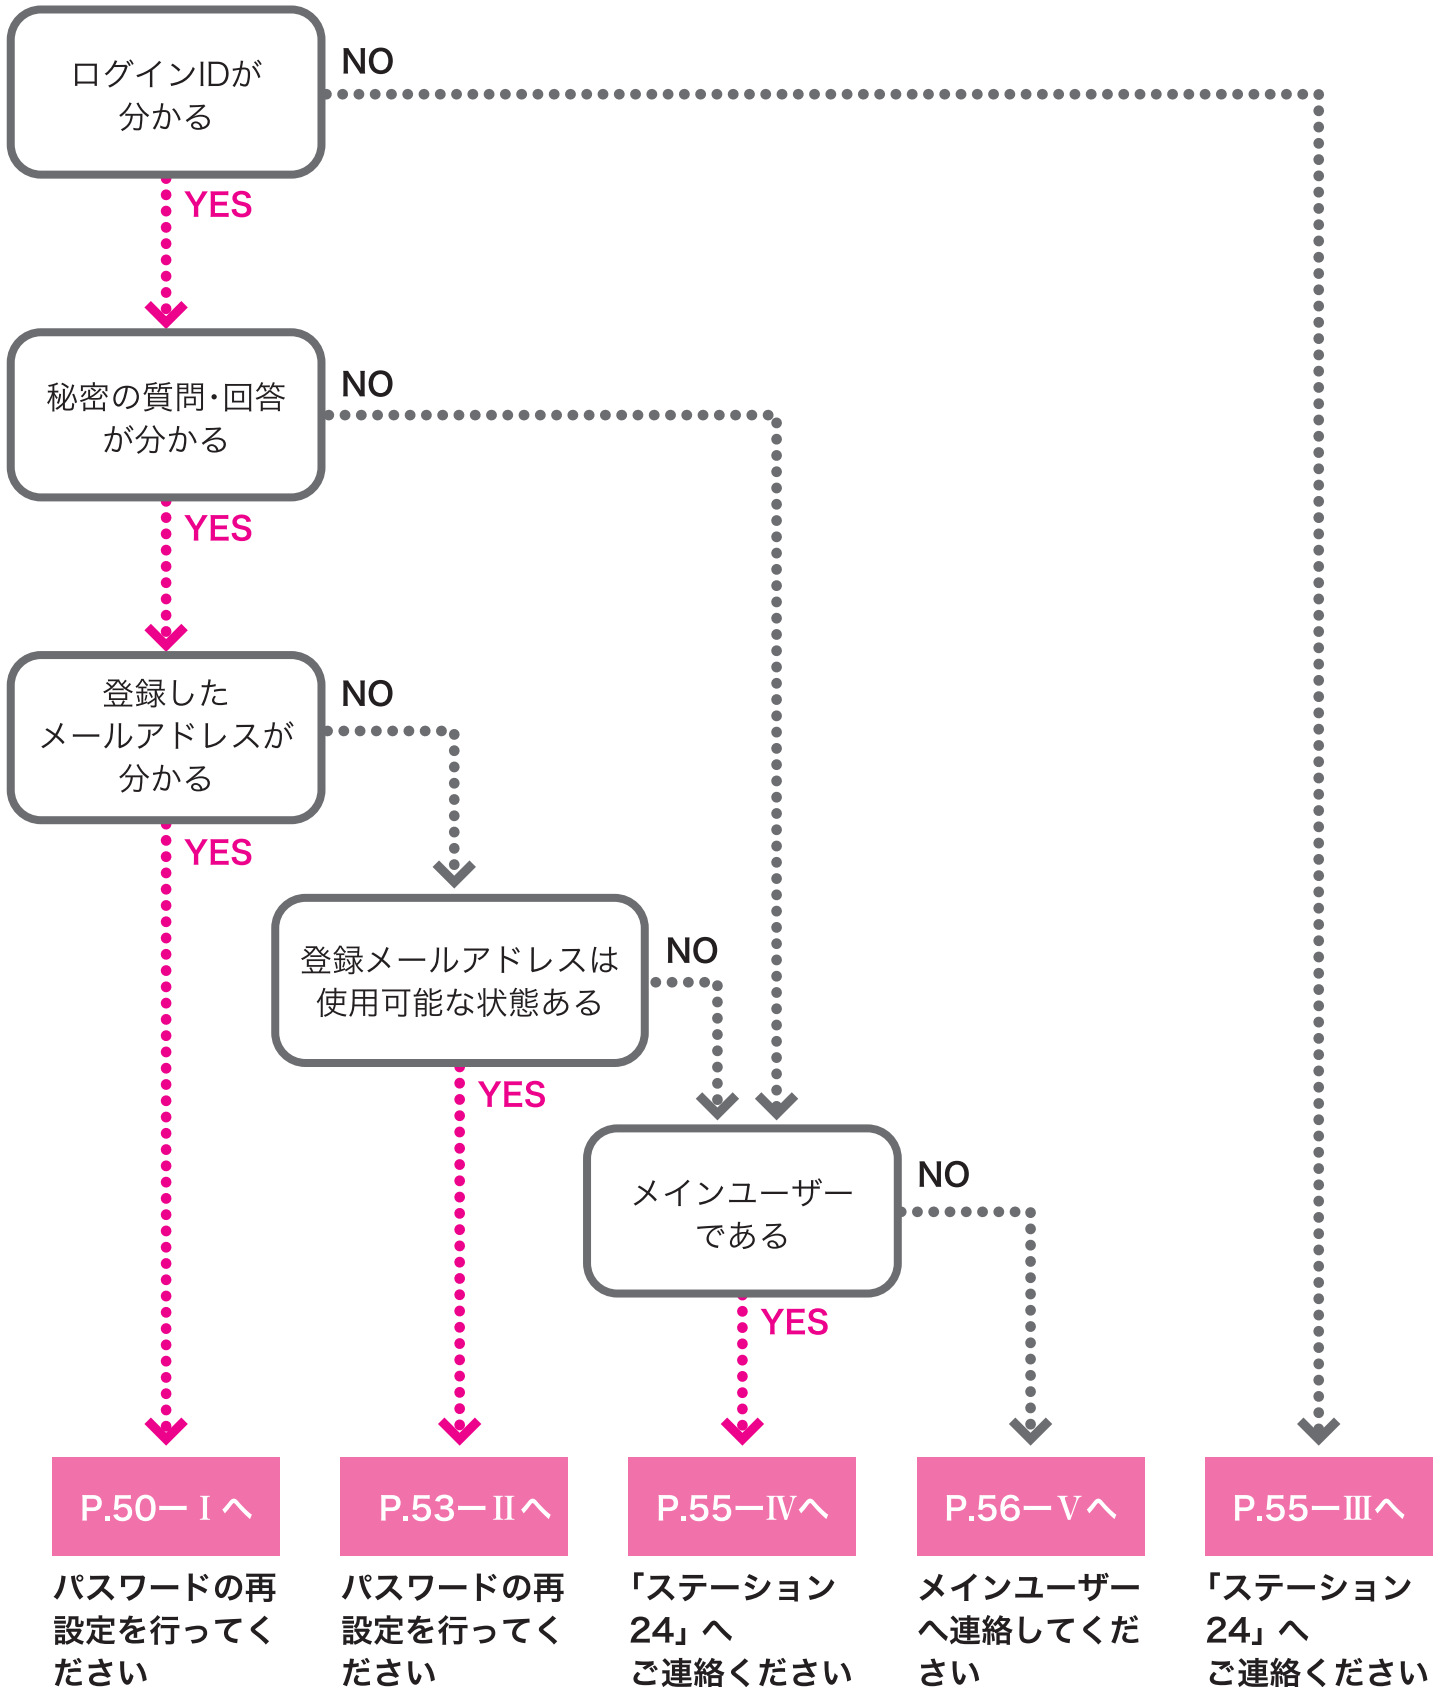 ログインIDが
分かる
NO
YES
秘密の質問・回答
が分かる
NO
YES
登録した
メールアドレスが
分かる
NO
YES
登録メールアドレスは
使用可能な状態ある
NO
YES
メインユーザー
である
NO
YES
P.50ーⅠへ
パスワードの再
設定を行ってく
ださい
P.53ーⅡへ
パスワードの再
設定を行ってく
ださい
P.55ーⅣへ
「ステーション
24」へ
ご連絡ください
P.56ーⅤへ
メインユーザー
へ連絡してくだ
さい
P.55ーⅢへ
「ステーション
24」へ
ご連絡ください